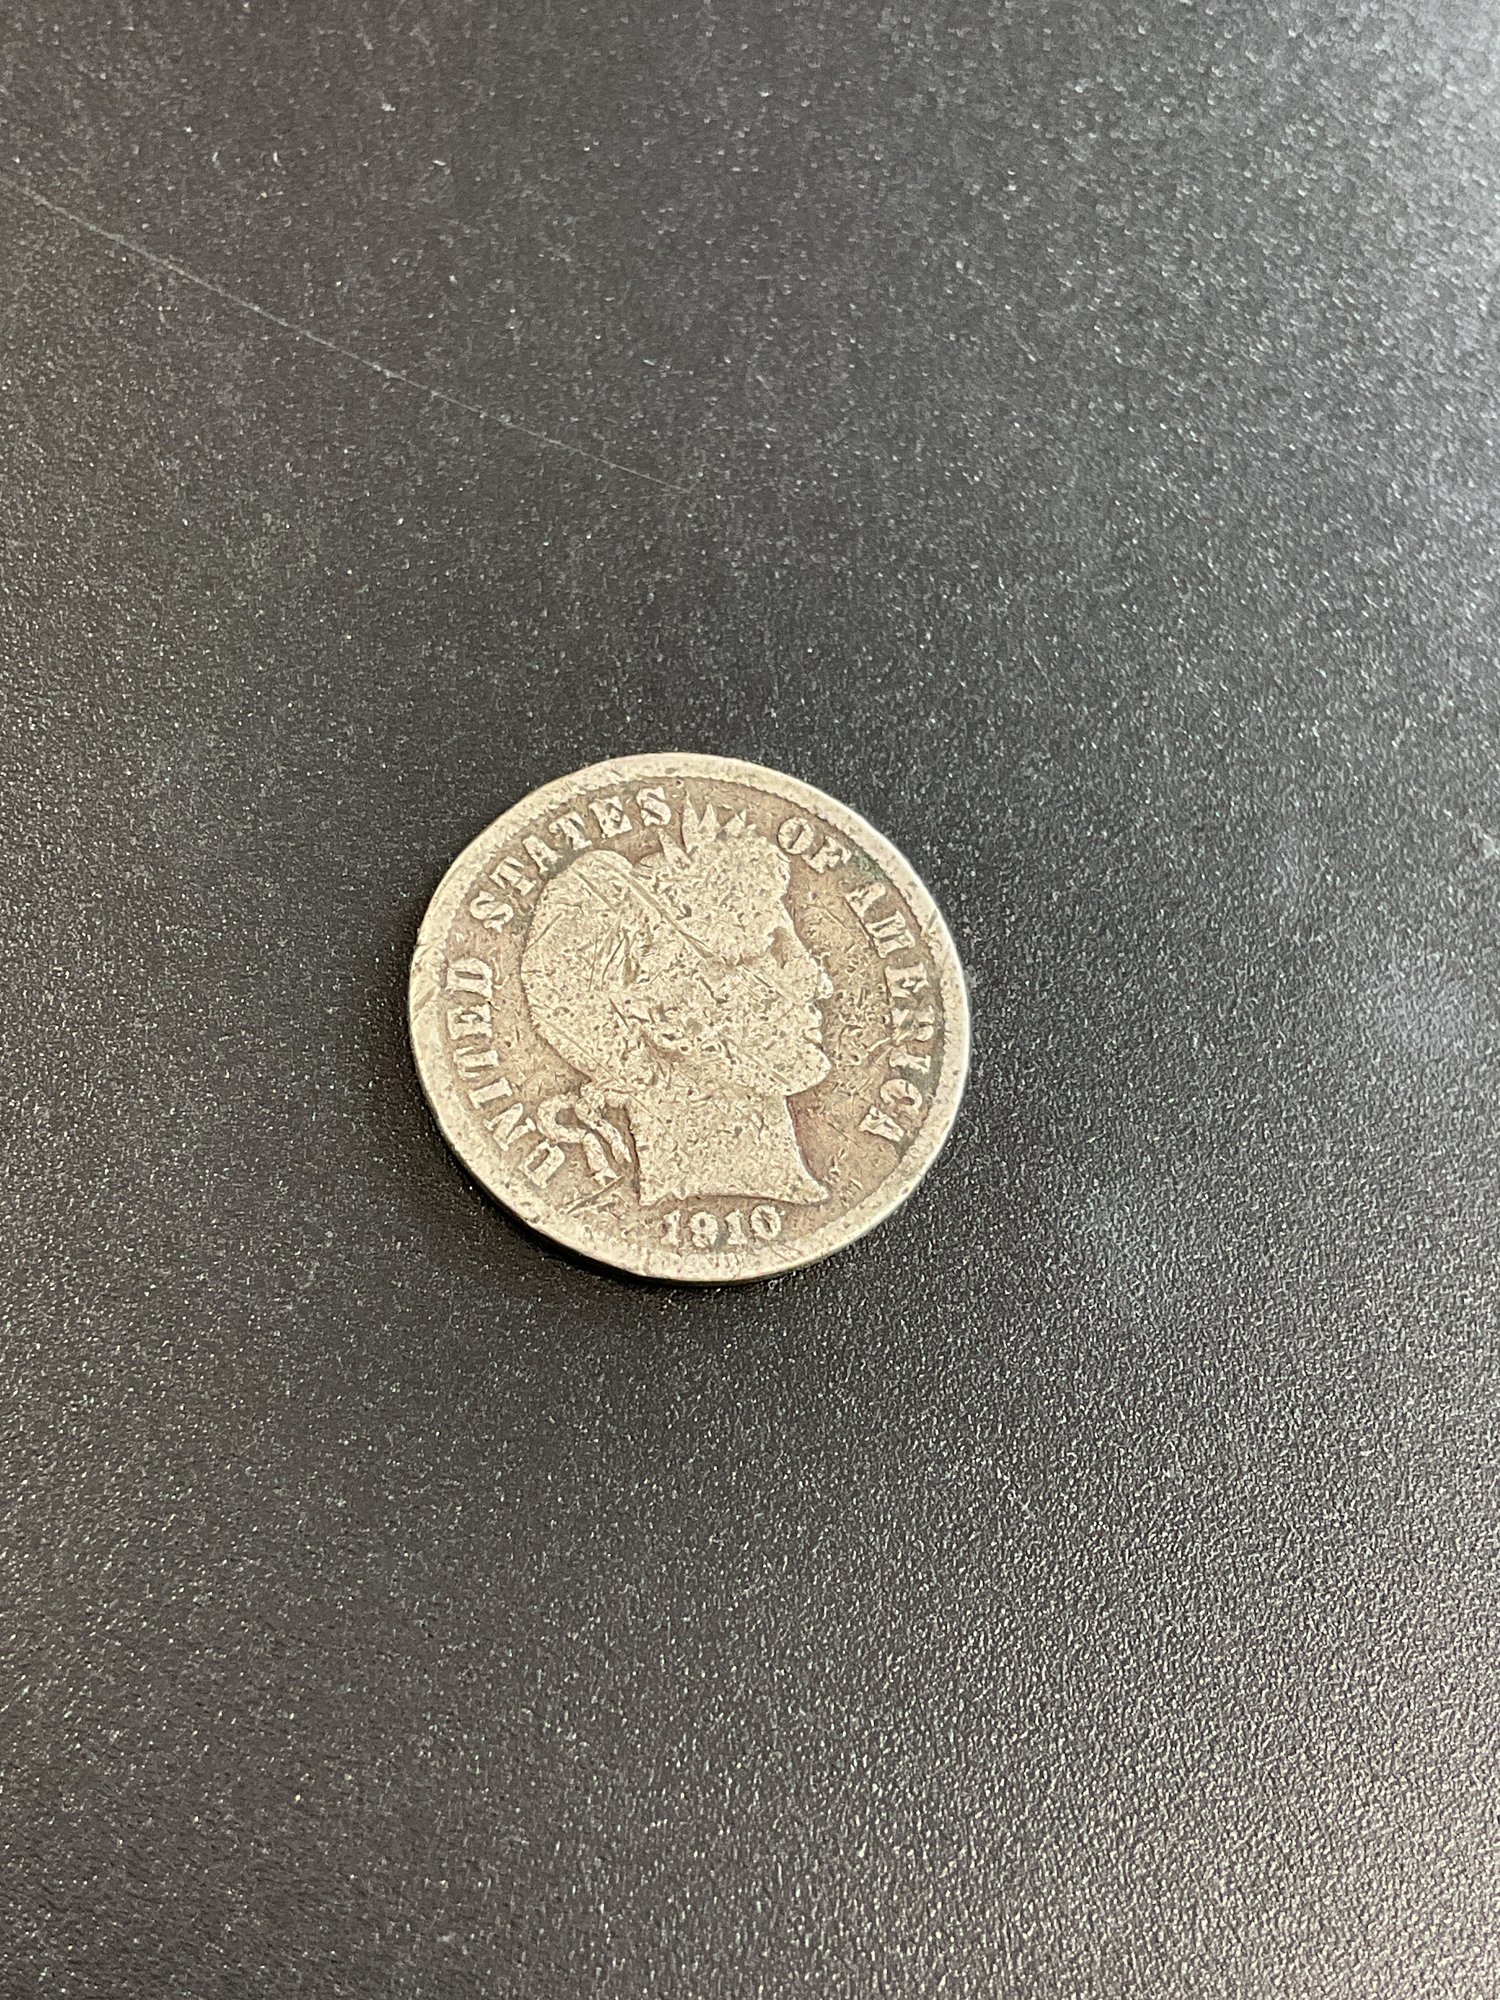 UNITED STATES OF AMERICA
1910